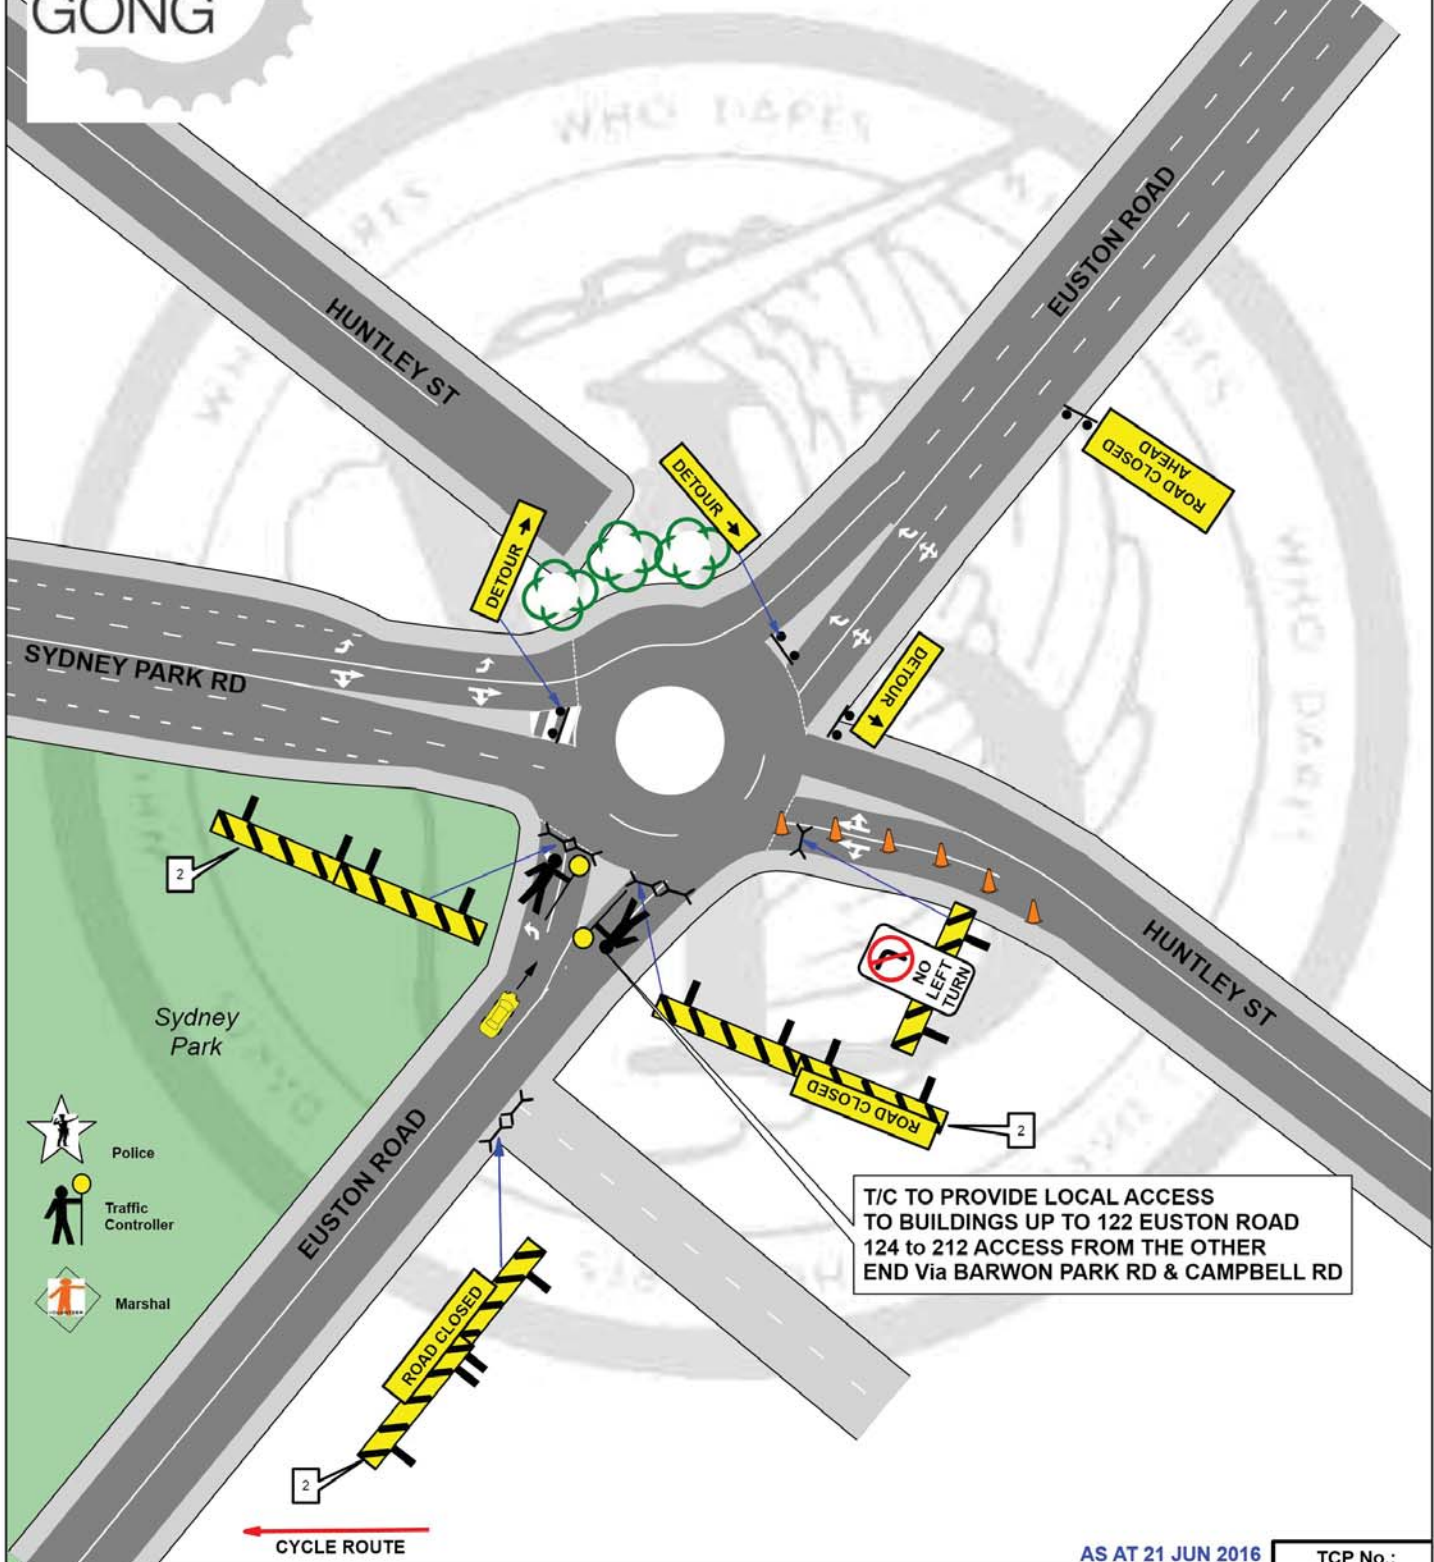 GONG
EUSTON ROAD
HUNTLEY ST
ROAD CLOSED
AHEAD
DETOUR
DETOUR
DETOUR
SYDNEY PARK RD
2
NO
LEFT
TURN
HUNTLEY ST
Sydney
Park
ROAD CLOSED
2
EUSTON ROAD
Police
Traffic
Controller
Marshal
T/C TO PROVIDE LOCAL ACCESS
TO BUILDINGS UP TO 122 EUSTON ROAD
124 to 212 ACCESS FROM THE OTHER
END Via BARWON PARK RD & CAMPBELL RD
ROAD CLOSED
2
CYCLE ROUTE
AS AT 21 JUN 2016
TCP No.:
WHO DARES